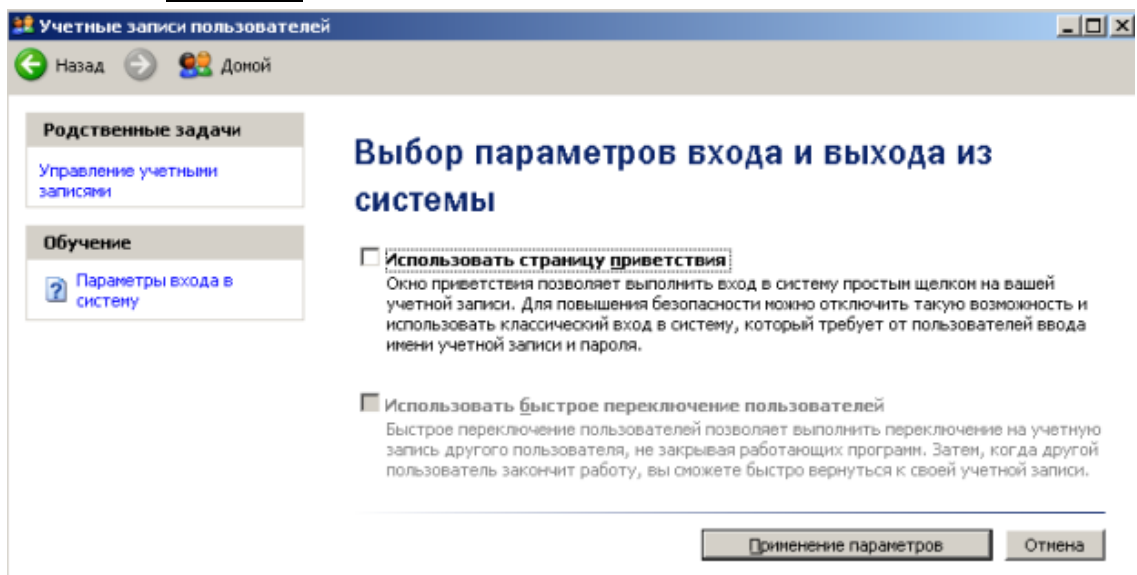 Учетные записи пользователей
Назад
Домой
Родственные задачи
Управление учетными
записями
Обучение
Параметры входа в
систему
Выбор параметров входа и выхода из
системы
Использовать страницу приветствия
Окно приветствия позволяет выполнить вход в систему простым щелком на вашей
учетной записи. Для повышения безопасности можно отключить такую возможность и
использовать классический вход в систему, который требует от пользователей ввода
имени учетной записи и пароля.
Использовать быстрое переключение пользователей
Быстрое переключение пользователей позволяет выполнить переключение на учетную
запись другого пользователя, не закрывая работающих программ. Затем, когда другой
пользователь закончит работу, вы сможете быстро вернуться к своей учетной записи.
Применение параметров
Отмена